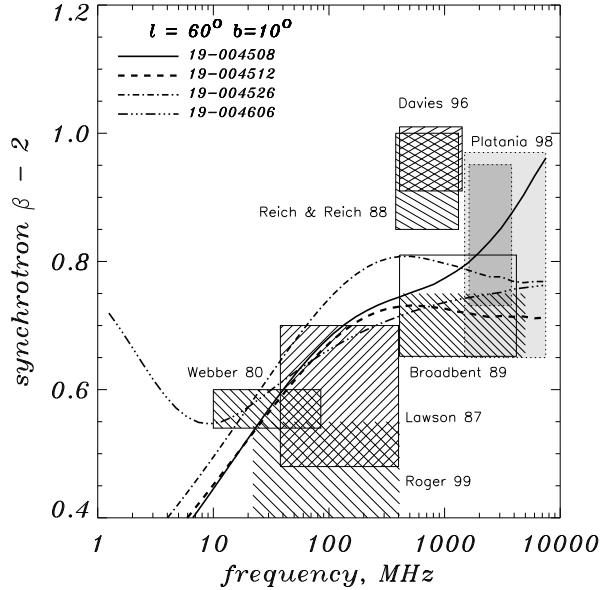 1.2
1.0
0.8
0.6
0.4
synchrotron β − 2
l = 60° b=10°
19-004508
19-004512
19-004526
19-004606
Davies 96
Platania 98
Reich & Reich 88
Webber 80
Broadbent 89
Lawson 87
Roger 99
1 10 100 1000 10000
frequency, MHz